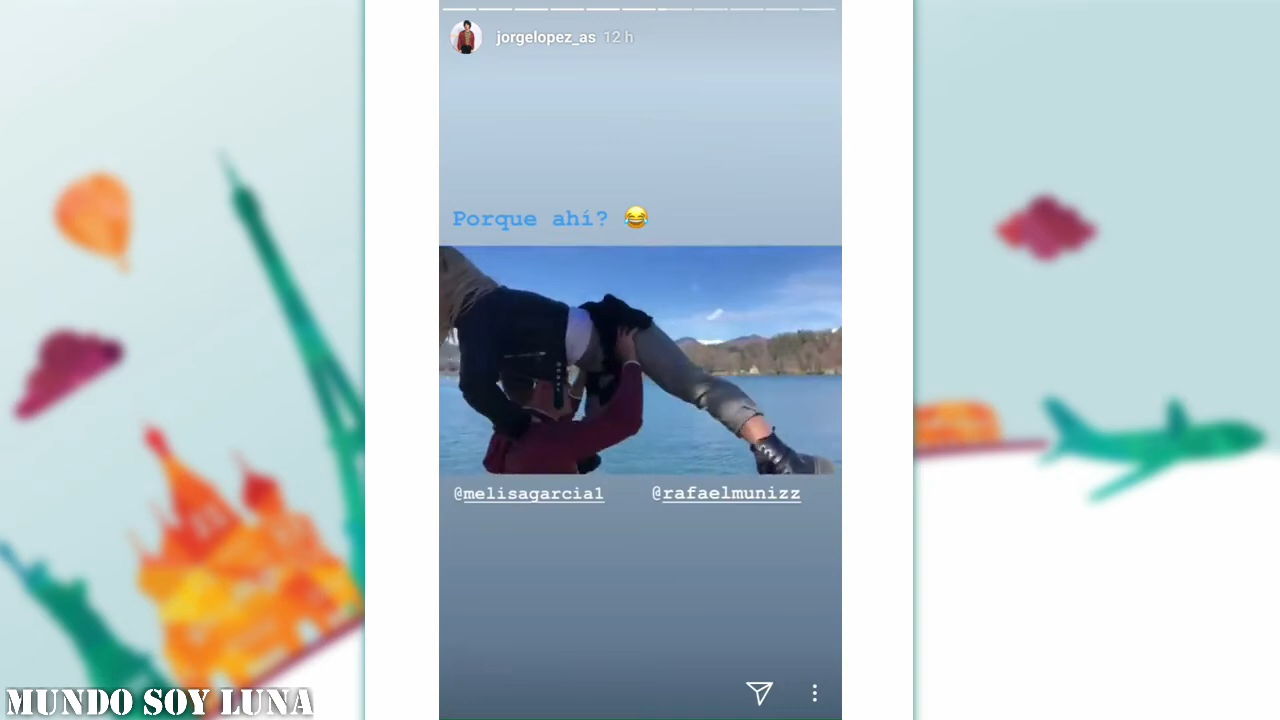 jorgelopez_as 12 h
Porque ahí? 😂
@melisagarcia1 @rafaelmunizz
MUNDO SOY LUNA